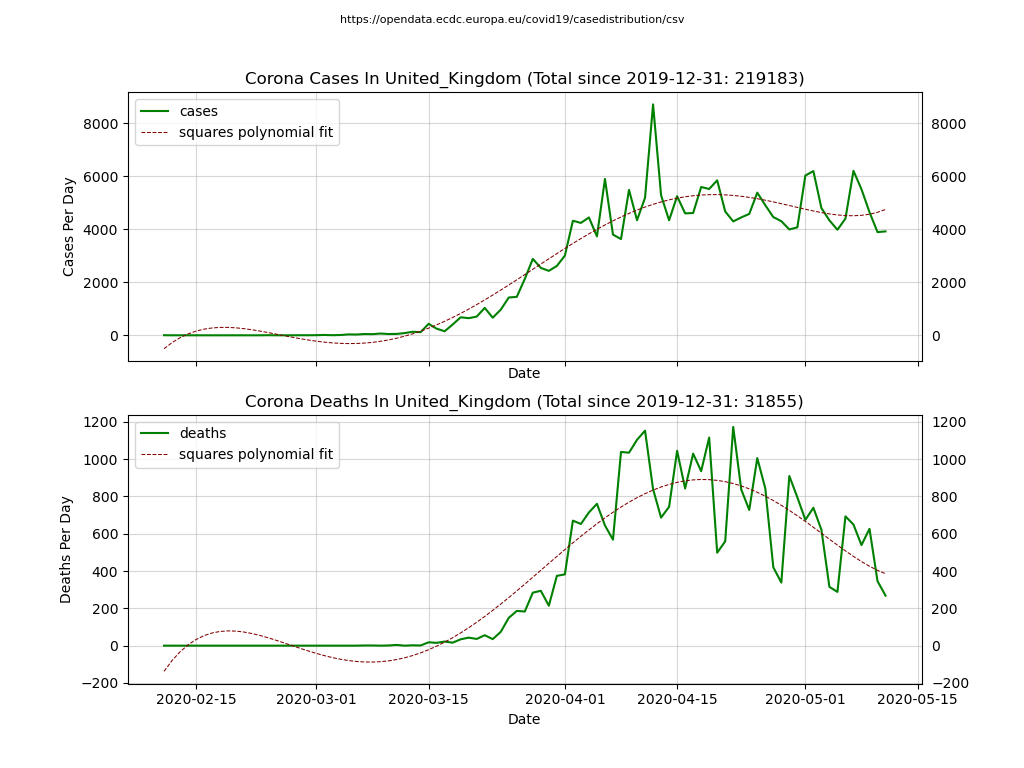 https://opendata.ecdc.europa.eu/covid19/casedistribution/csv
Corona Cases In United_Kingdom (Total since 2019-12-31: 219183)
cases
squares polynomial fit
Cases Per Day
8000
6000
4000
2000
0
8000
6000
4000
2000
0
Date
Corona Deaths In United_Kingdom (Total since 2019-12-31: 31855)
deaths
squares polynomial fit
Deaths Per Day
1200
1000
800
600
400
200
0
−200
1200
1000
800
600
400
200
0
−200
2020-02-15 2020-03-01 2020-03-15 2020-04-01 2020-04-15 2020-05-01 2020-05-15
Date